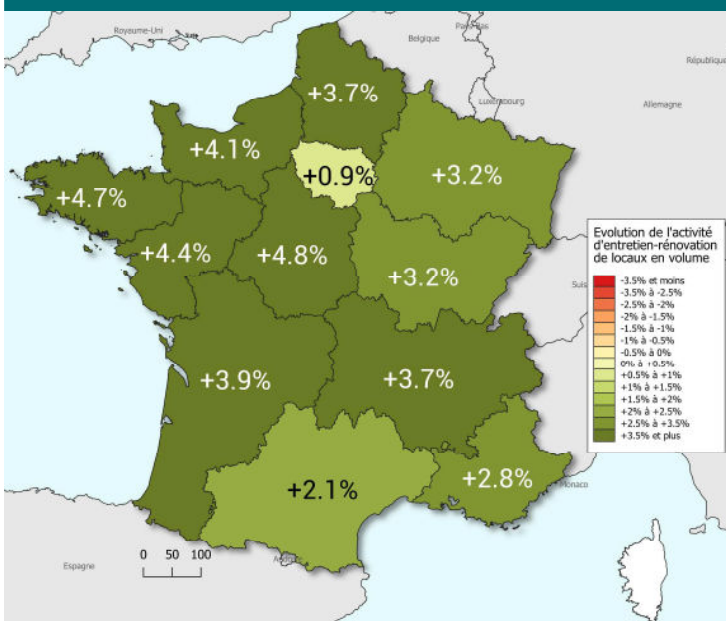 Royaume-Uni
Pays-Bas
Belgique
République
Luxembourg
Allemagne
+3.7%
+4.1%
+0.9%
+3.2%
+4.7%
+4.4%
+4.8%
+3.2%
Evolution de l'activité
d'entretien-rénovation
de locaux en volume
-3.5% et moins
-3.5% à -2.5%
-2.5% à -2%
-2% à -1.5%
-1.5% à -1%
-1% à -0.5%
-0.5% à 0%
0% à +0.5%
+0.5% à +1%
+1% à +1.5%
+1.5% à +2%
+2% à +2.5%
+2.5% à +3.5%
+3.5% et plus
Suis
+3.9%
+3.7%
+2.1%
+2.8%
Monaco
0 50 100
Espagne